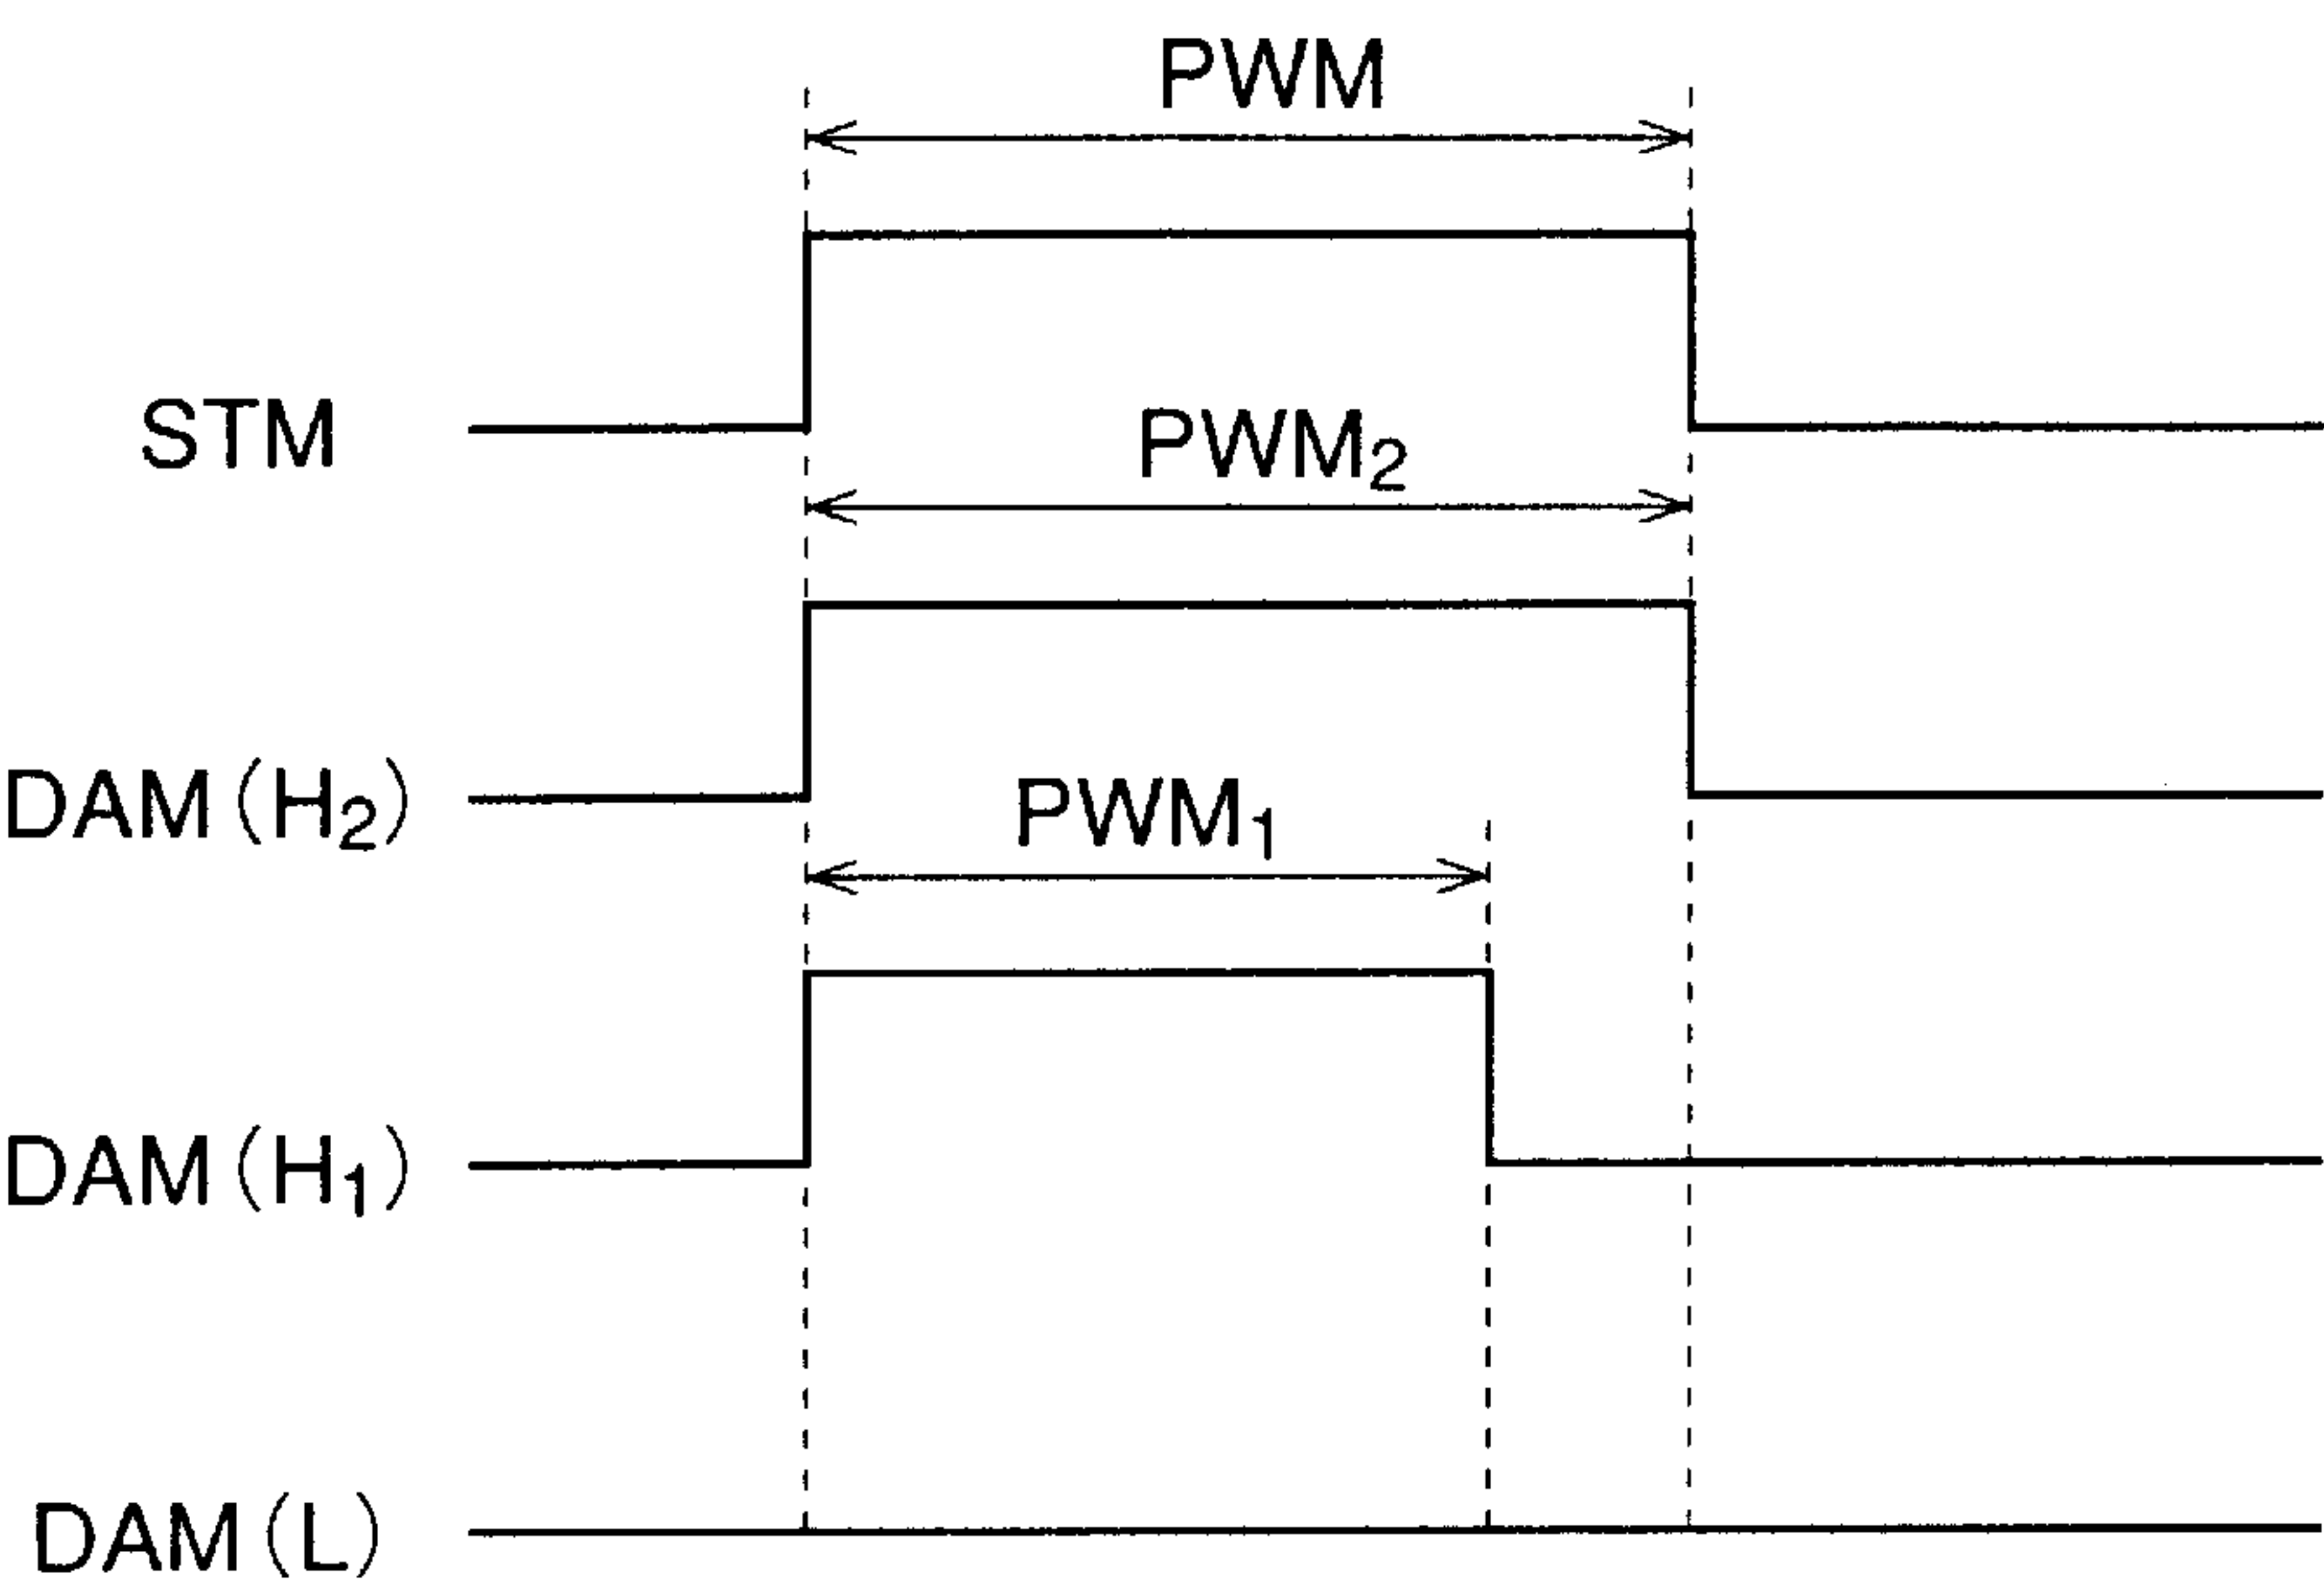 PWM
STM
PWM₂
DAM(H₂)
PWM₁
DAM(H₁)
DAM(L)